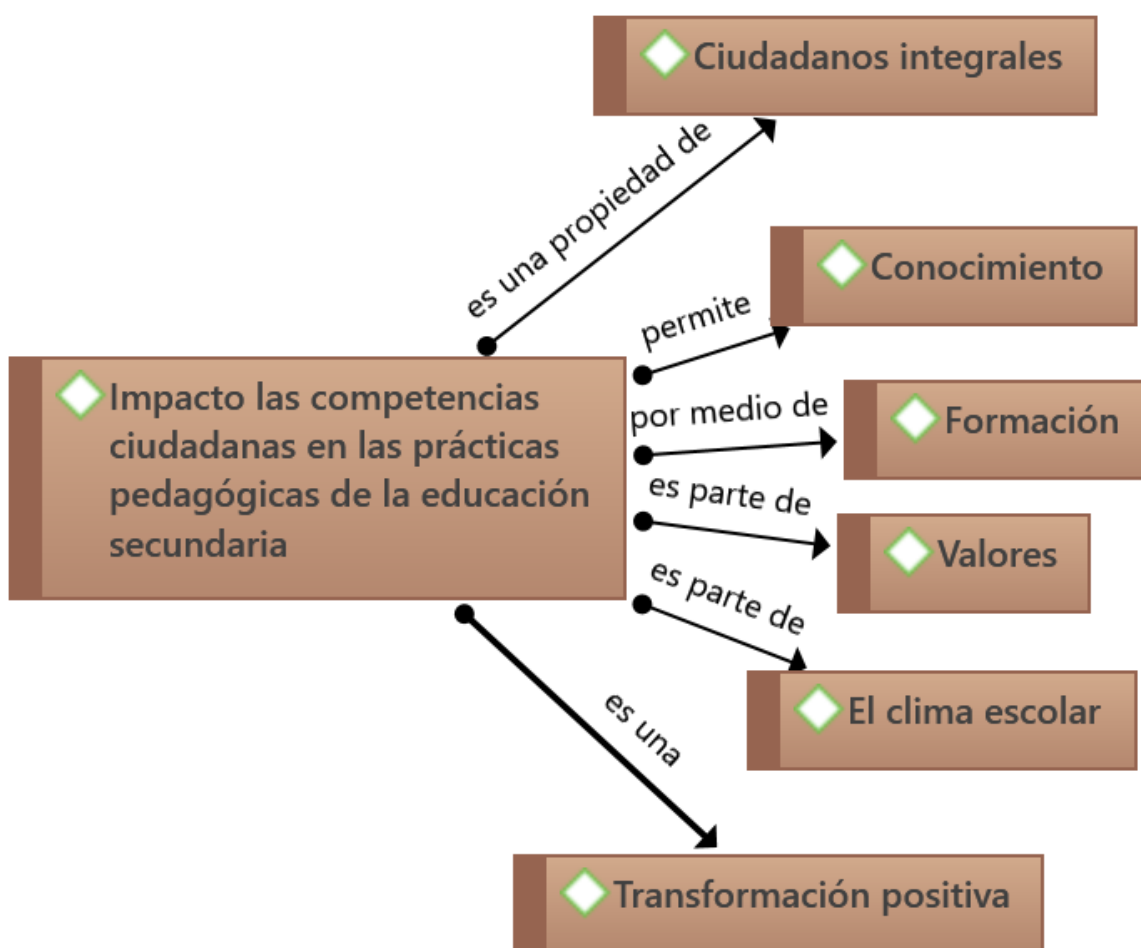 Ciudadanos integrales
es una propiedad de
Conocimiento
permite
Impacto las competencias
ciudadanas en las prácticas
pedagógicas de la educación
secundaria
por medio de
Formación
es parte de
Valores
es parte de
El clima escolar
es una
Transformación positiva